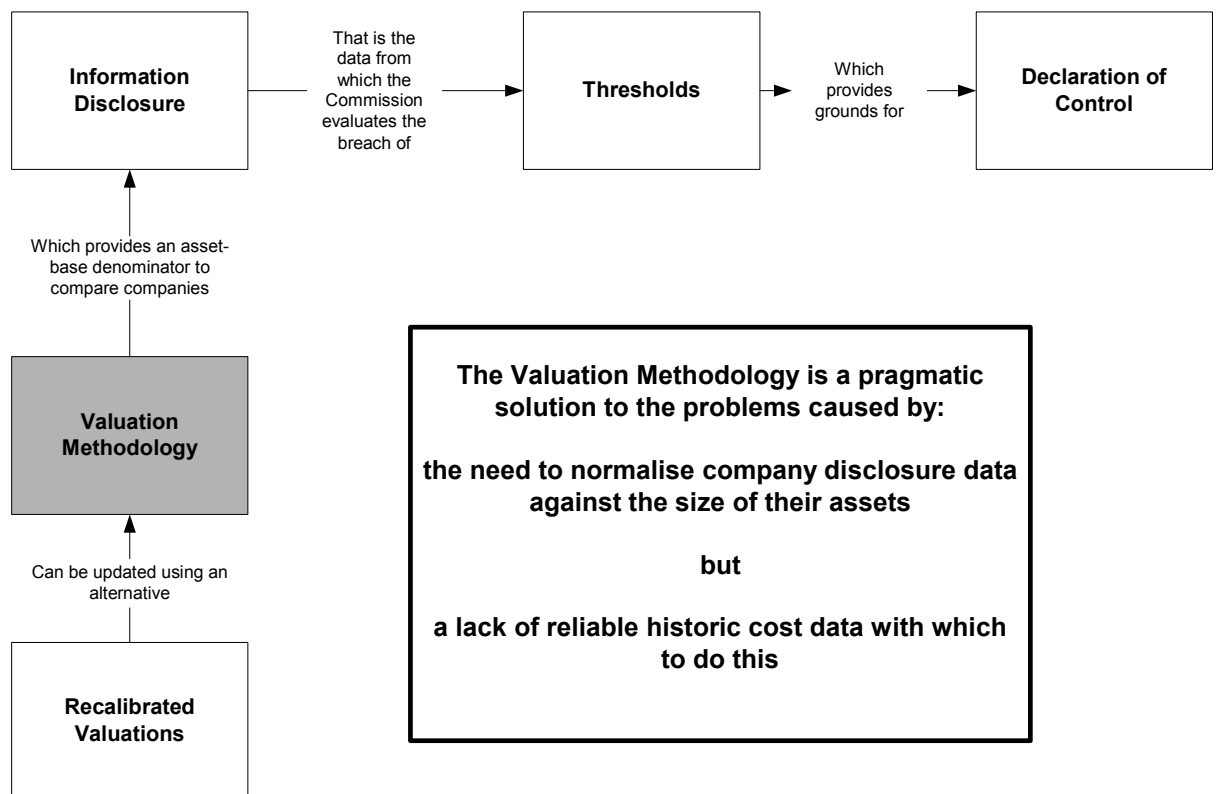 Information
Disclosure
That is the
data from
which the
Commission
evaluates the
breach of
Thresholds
Which
provides
grounds for
Declaration of
Control
Which provides an asset-
base denominator to
compare companies
Valuation
Methodology
Can be updated using an
alternative
Recalibrated
Valuations
The Valuation Methodology is a pragmatic
solution to the problems caused by:
the need to normalise company disclosure data
against the size of their assets
but
a lack of reliable historic cost data with which
to do this